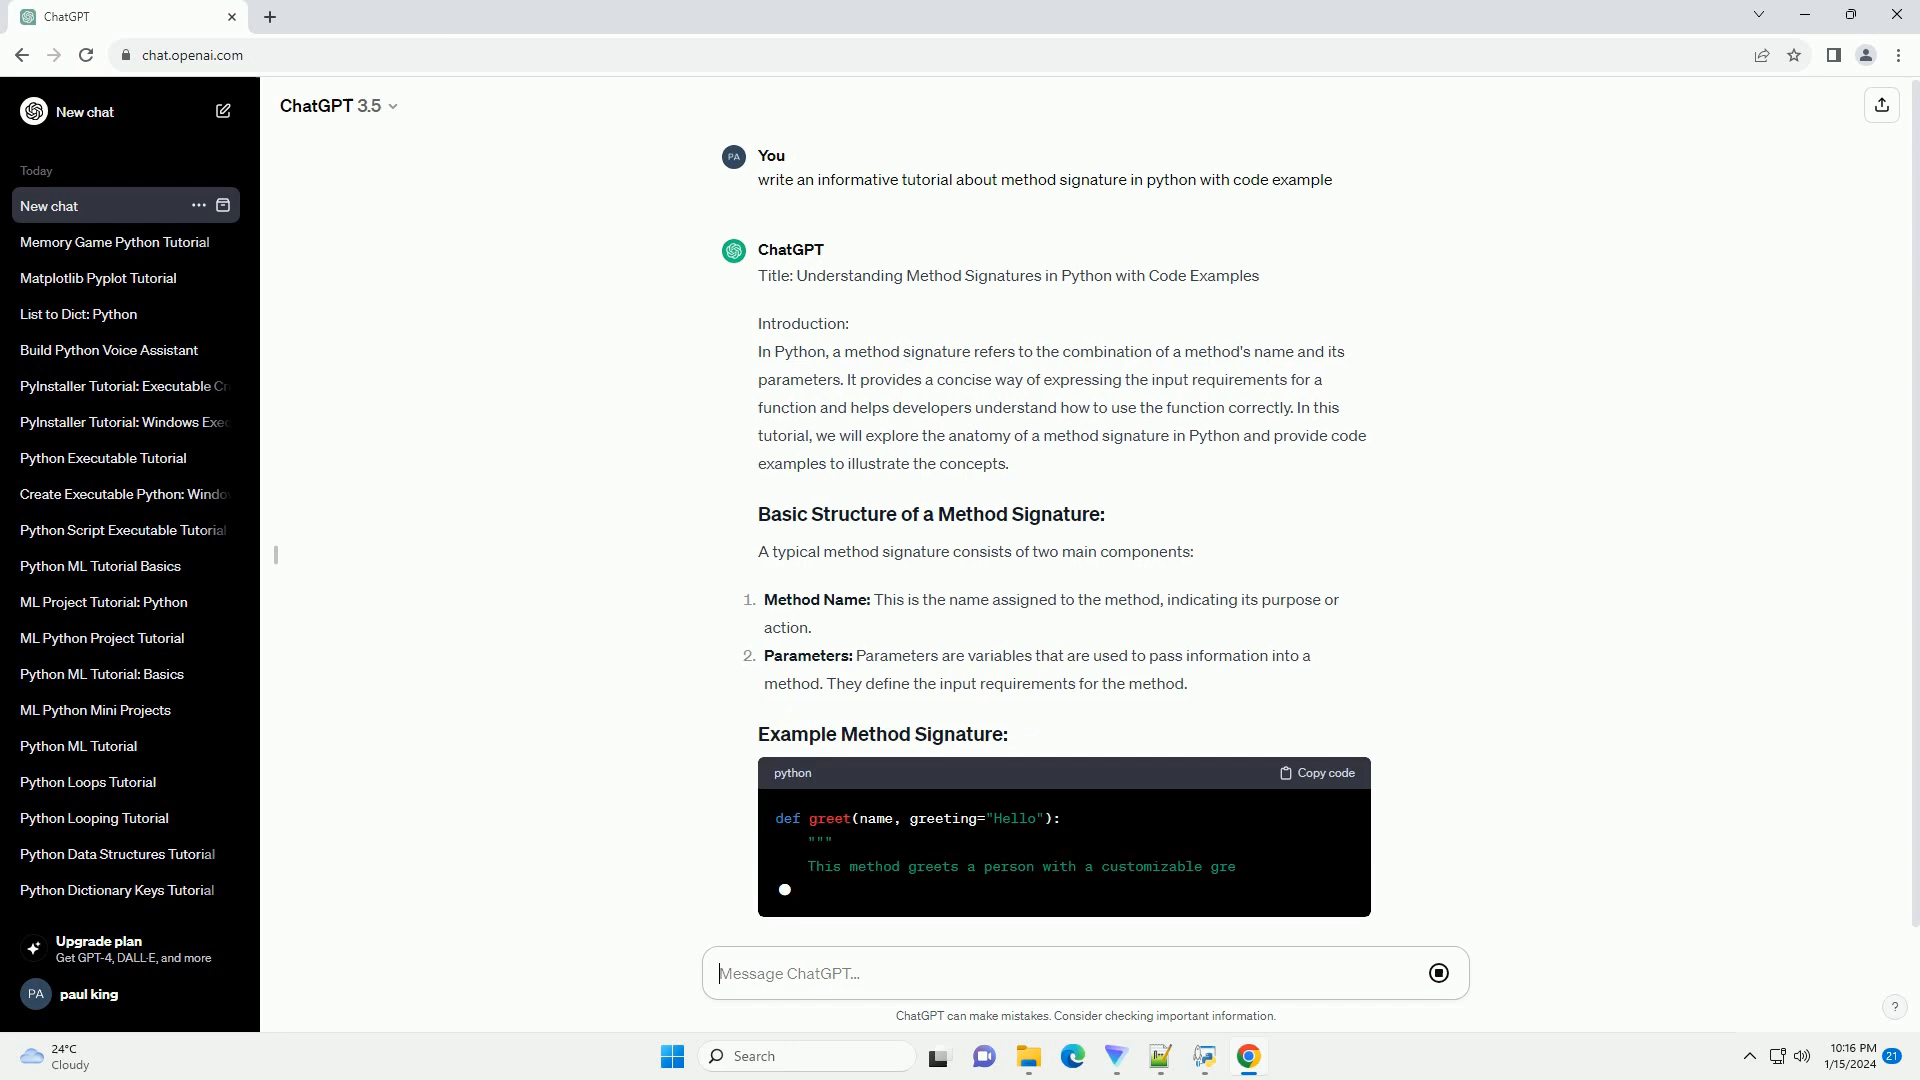 ChatGPT
chat.openai.com
New chat
Today
New chat
Memory Game Python Tutorial
Matplotlib Pyplot Tutorial
List to Dict: Python
Build Python Voice Assistant
PyInstaller Tutorial: Executable Cr
PyInstaller Tutorial: Windows Exec
Python Executable Tutorial
Create Executable Python: Windo
Python Script Executable Tutorial
Python ML Tutorial Basics
ML Project Tutorial: Python
ML Python Project Tutorial
Python ML Tutorial: Basics
ML Python Mini Projects
Python ML Tutorial
Python Loops Tutorial
Python Looping Tutorial
Python Data Structures Tutorial
Python Dictionary Keys Tutorial
Upgrade plan
Get GPT-4, DALL·E, and more
PA paul king
ChatGPT 3.5
PA You
write an informative tutorial about method signature in python with code example
ChatGPT
Title: Understanding Method Signatures in Python with Code Examples
Introduction:
In Python, a method signature refers to the combination of a method's name and its
parameters. It provides a concise way of expressing the input requirements for a
function and helps developers understand how to use the function correctly. In this
tutorial, we will explore the anatomy of a method signature in Python and provide code
examples to illustrate the concepts.
Basic Structure of a Method Signature:
A typical method signature consists of two main components:
1. Method Name: This is the name assigned to the method, indicating its purpose or
action.
2. Parameters: Parameters are variables that are used to pass information into a
method. They define the input requirements for the method.
Example Method Signature:
python Copy code
def greet(name, greeting="Hello"):
"""
This method greets a person with a customizable gre
Message ChatGPT...
ChatGPT can make mistakes. Consider checking important information.
?
24°C
Cloudy
Search
10:16 PM
1/15/2024
21